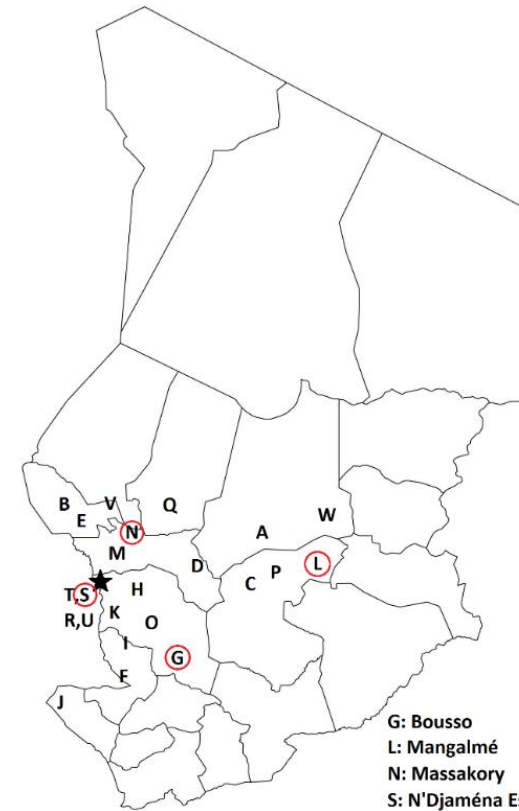 B
V
Q
E
W
N
A
M
L
D
P
C
H
T,S
K
R,U
O
I
G
F
J
G: Bousso
L: Mangalmé
N: Massakory
S: N'Djaména